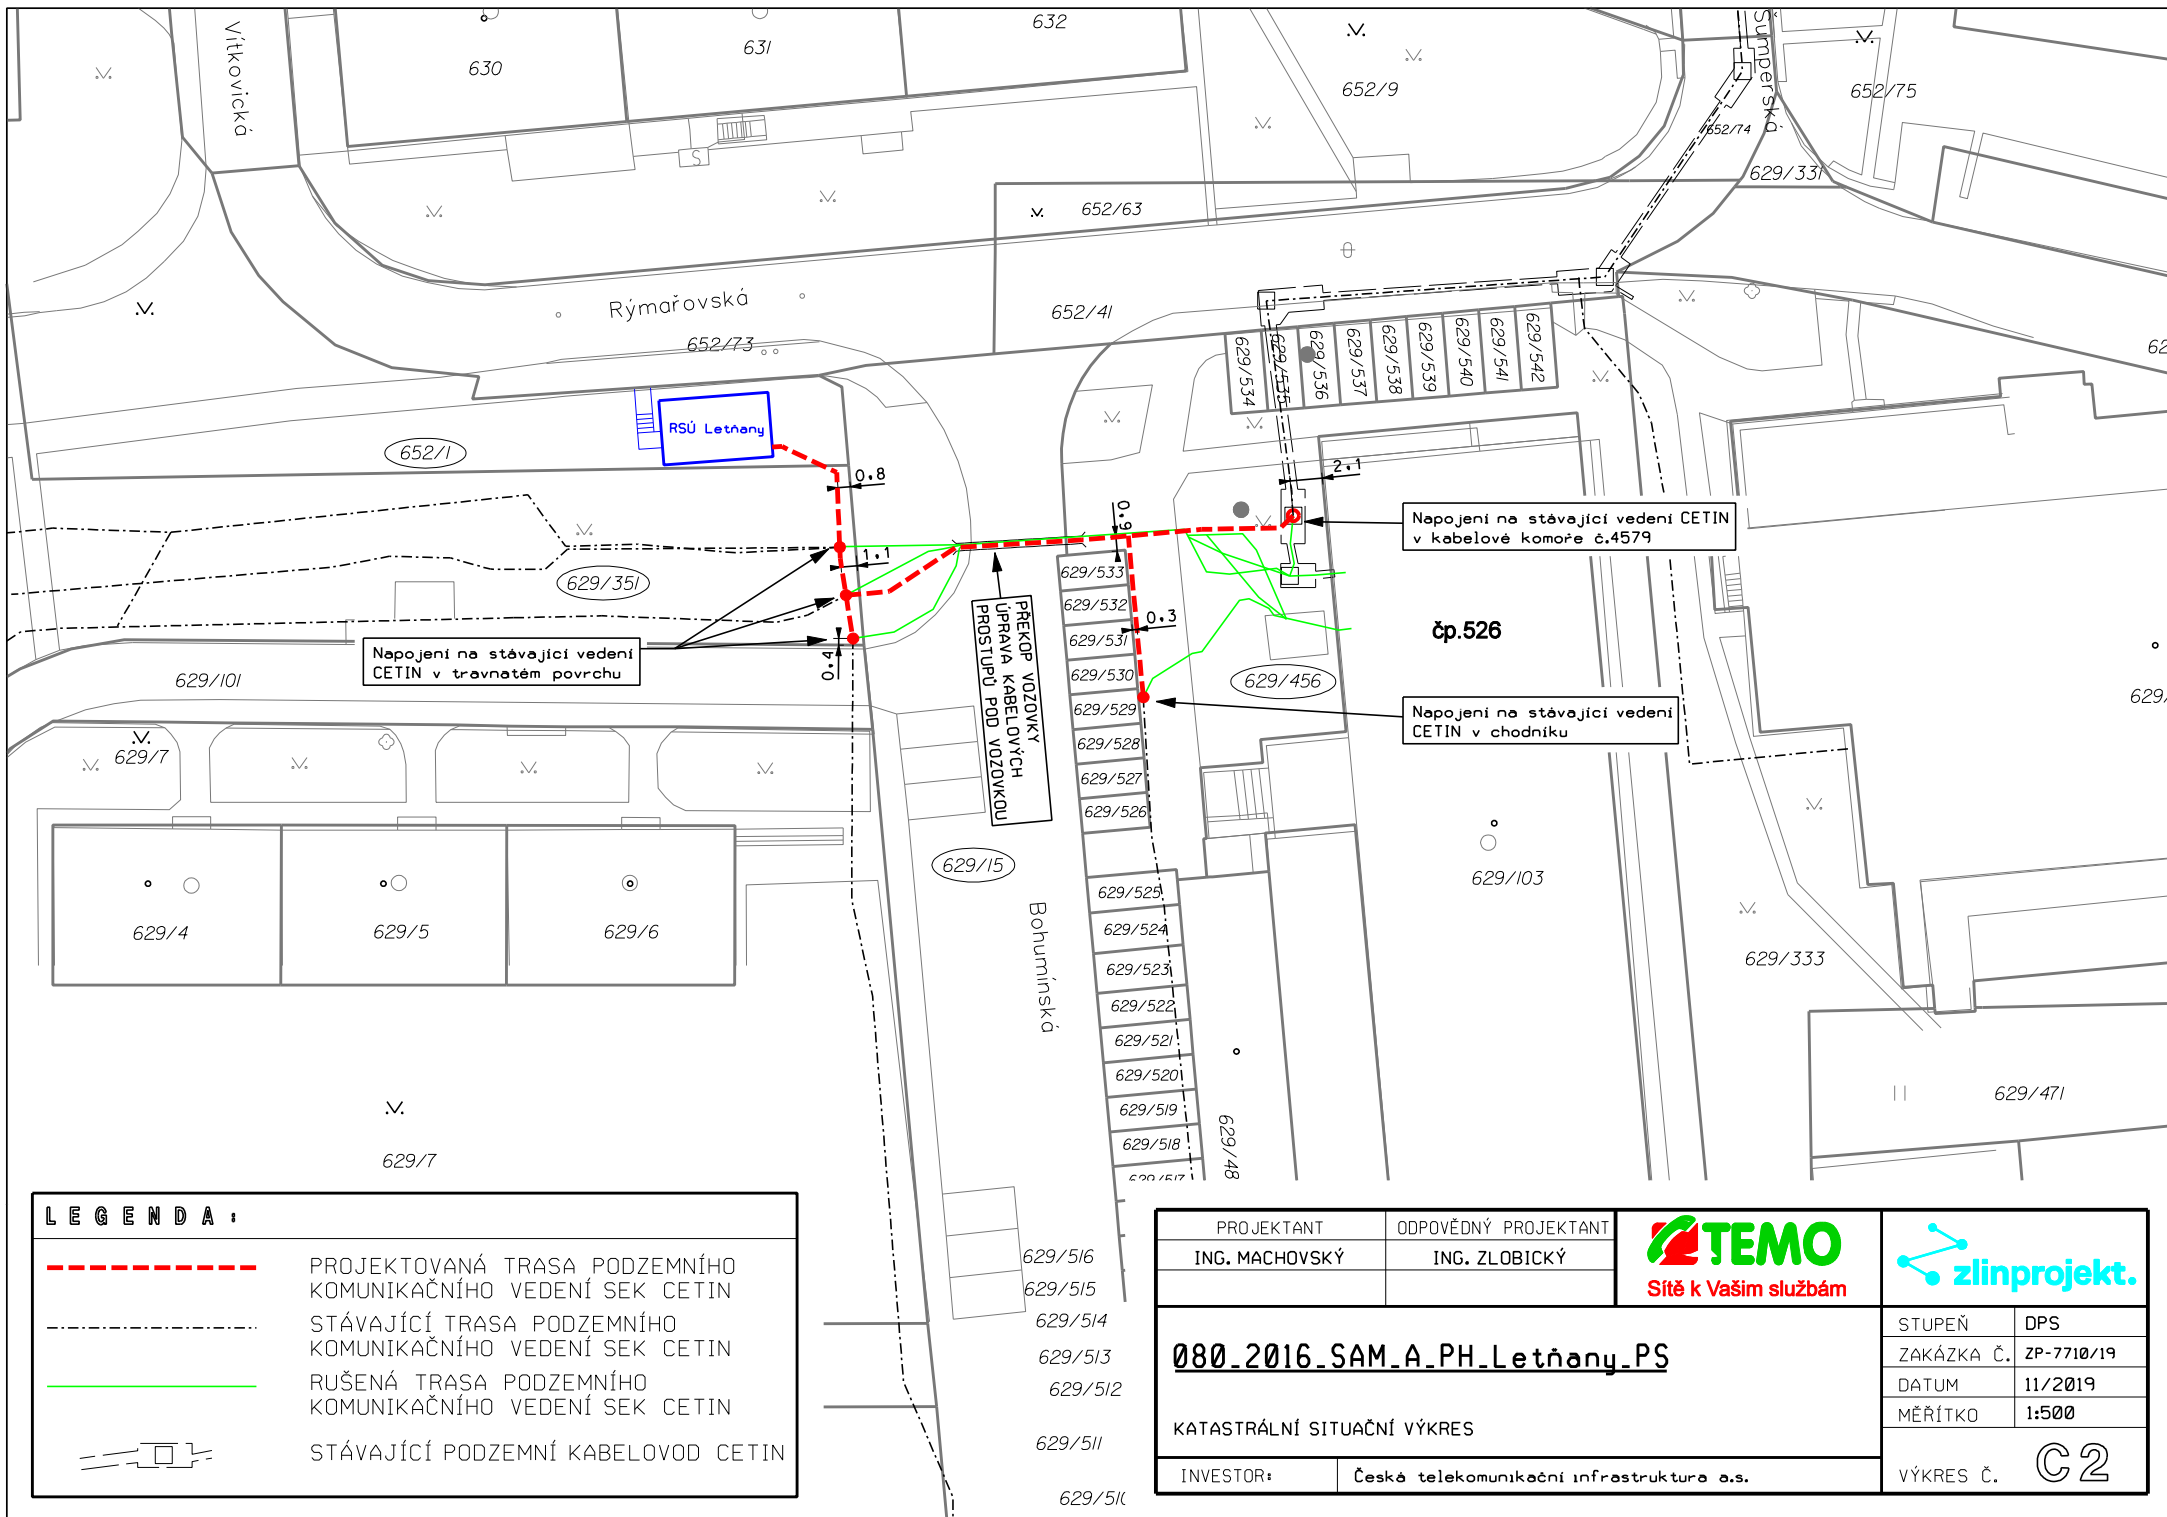 Vítkovická
630
631
632
652/9
Šumperská
652/75
652/74
629/331
652/63
S
Rýmařovská
652/41
652/73
629/534
629/535
629/536
629/537
629/538
629/539
629/540
629/541
629/542
RSÚ Letňany
652/1
0.8
2.1
0.6
1.1
Napojení na stávající vedení CETIN
v kabelové komoře č.4579
629/351
629/533
629/532
629/531
629/530
629/529
629/528
629/527
629/526
0.3
čp.526
Napojení na stávající vedení
CETIN v travnatém povrchu
0.4
PŘEKOP VOZOVKY
ÚPRAVA KABELOVÝCH
PROSTUPŮ POD VOZOVKOU
629/101
629/456
Napojení na stávající vedení
CETIN v chodníku
629/7
629/15
629/103
629/4
629/5
629/6
Bohumínská
629/525
629/524
629/523
629/522
629/521
629/520
629/519
629/518
629/517
629/48
629/333
629/471
629/7
629/516
629/515
629/514
629/513
629/512
629/511
LEGENDA:
PROJEKTOVANÁ TRASA PODZEMNÍHO
KOMUNIKAČNÍHO VEDENÍ SEK CETIN
STÁVAJÍCÍ TRASA PODZEMNÍHO
KOMUNIKAČNÍHO VEDENÍ SEK CETIN
RUŠENÁ TRASA PODZEMNÍHO
KOMUNIKAČNÍHO VEDENÍ SEK CETIN
STÁVAJÍCÍ PODZEMNÍ KABELOVOD CETIN
PROJEKTANT
ODPOVĚDNÝ PROJEKTANT
ING. MACHOVSKÝ
ING. ZLOBICKÝ
TEMO
Sítě k Vašim službám
zlinprojekt.
080_2016_SAM_A_PH_Letňany_PS
KATASTRÁLNÍ SITUAČNÍ VÝKRES
INVESTOR:
Česká telekomunikační infrastruktura a.s.
STUPEŇ
DPS
ZAKÁZKA Č.
ZP-7710/19
DATUM
11/2019
MĚŘÍTKO
1:500
VÝKRES Č.
C2